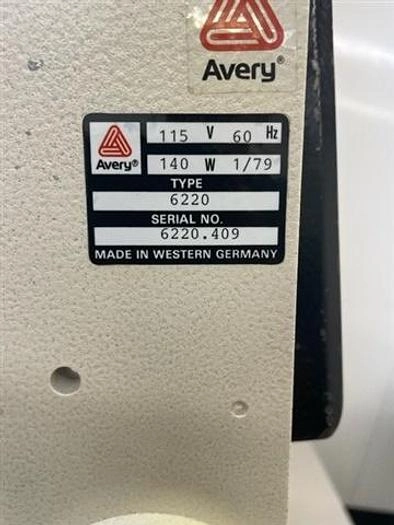 Avery®
115 V 60 Hz
Avery® 140 W 1/79
TYPE
6220
SERIAL NO.
6220.409
MADE IN WESTERN GERMANY